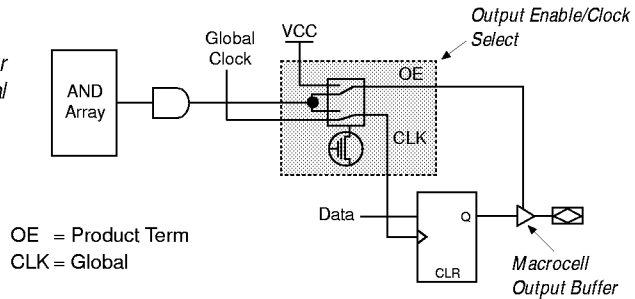 Output Enable/Clock
Select
r
al
Global
Clock
VCC
AND
Array
OE
CLK
Data
Q
CLR
OE = Product Term
CLK = Global
Macrocell
Output Buffer